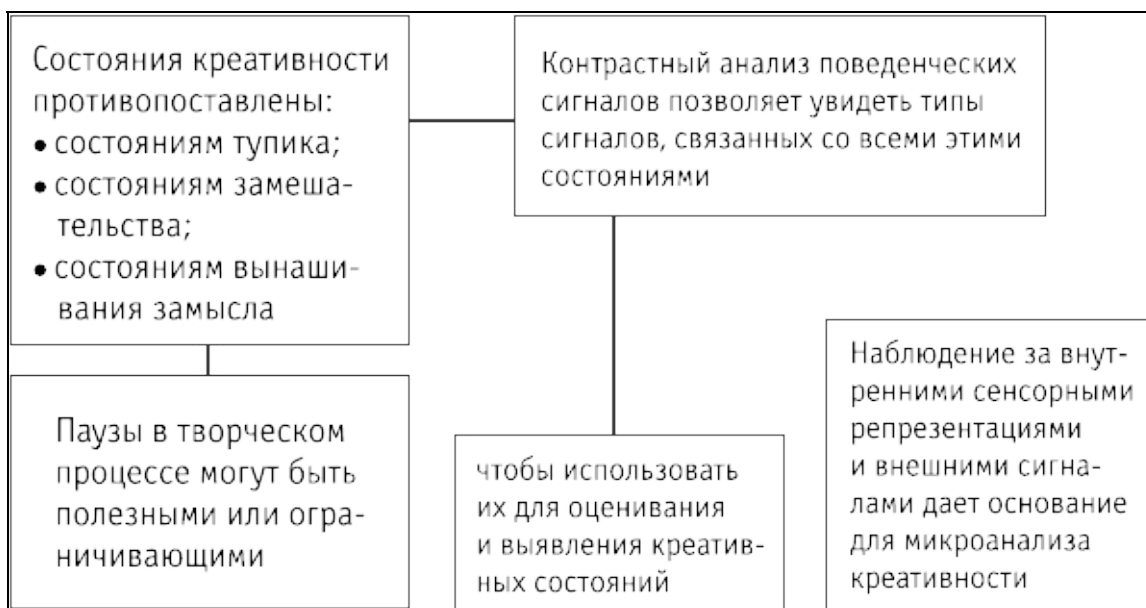 Состояния креативности
противопоставлены:
• состояниям тупика;
• состояниям замеша-
тельства;
• состояниям вынаши-
вания замысла
Контрастный анализ поведенческих
сигналов позволяет увидеть типы
сигналов, связанных со всеми этими
состояниями
Паузы в творческом
процессе могут быть
полезными или огра-
ничивающими
чтобы использовать
их для оценивания
и выявления креатив-
ных состояний
Наблюдение за внут-
ренними сенсорными
репрезентациями
и внешними сигна-
лами дает основание
для микроанализа
креативности